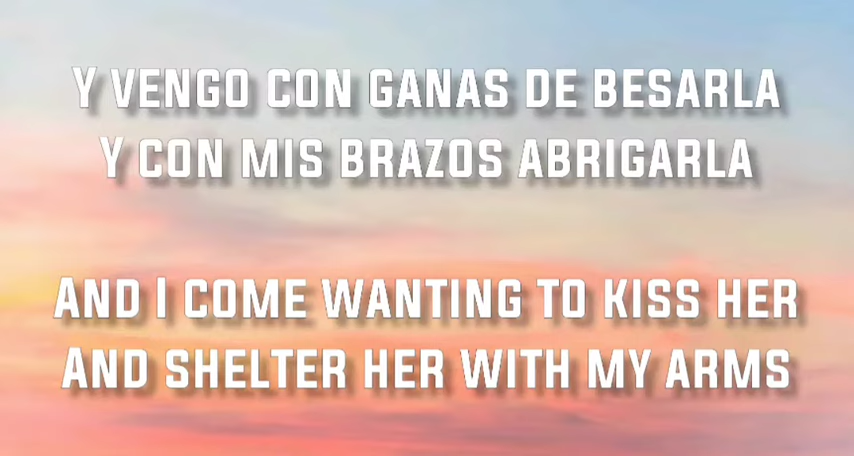 Y VENGO CON GANAS DE BESARLA
Y CON MIS BRAZOS ABRIGARLA
AND I COME WANTING TO KISS HER
AND SHELTER HER WITH MY ARMS